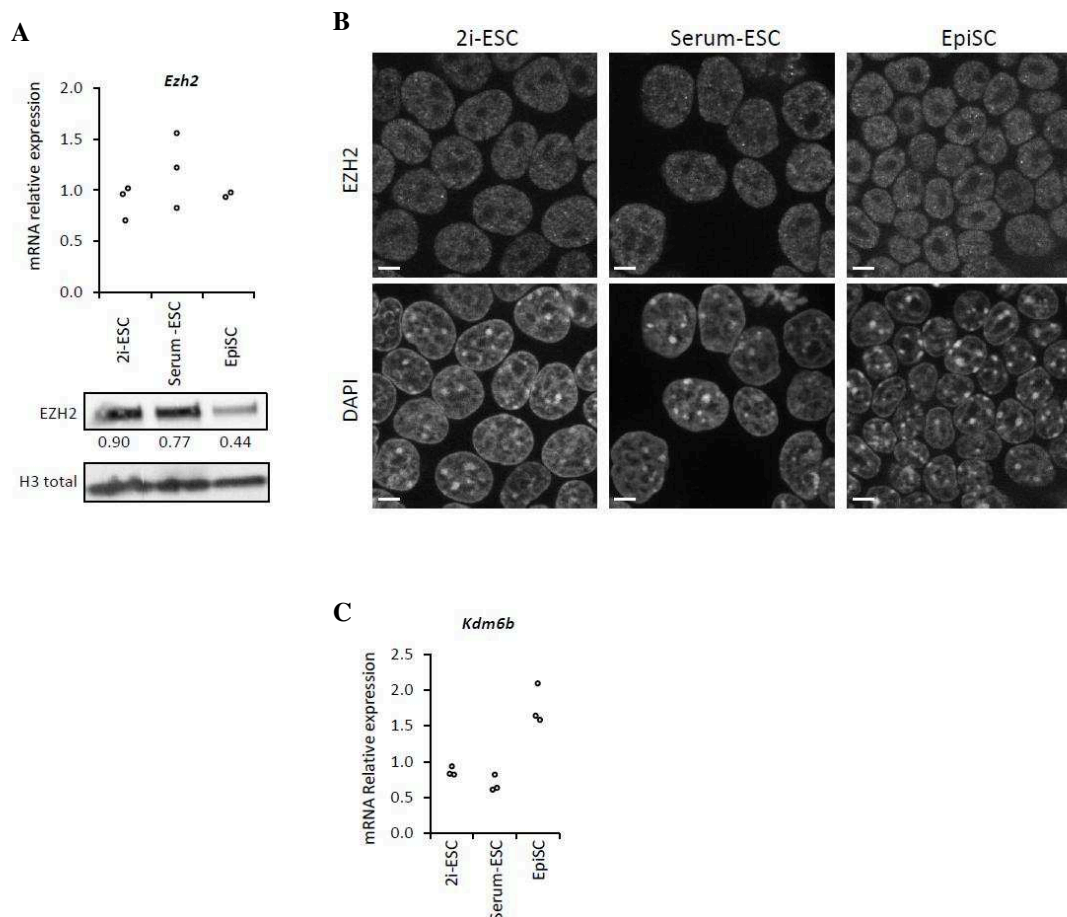 A
Ezh2
mRNA relative expression
2.0
1.5
1.0
0.5
0.0
2i-ESC
Serum -ESC
EpiSC
EZH2
0.90 0.77 0.44
H3 total
B
2i-ESC Serum-ESC EpiSC
EZH2
DAPI
C
Kdm6b
mRNA Relative expression
2.5
2.0
1.5
1.0
0.5
0.0
2i-ESC
Serum-ESC
EpiSC